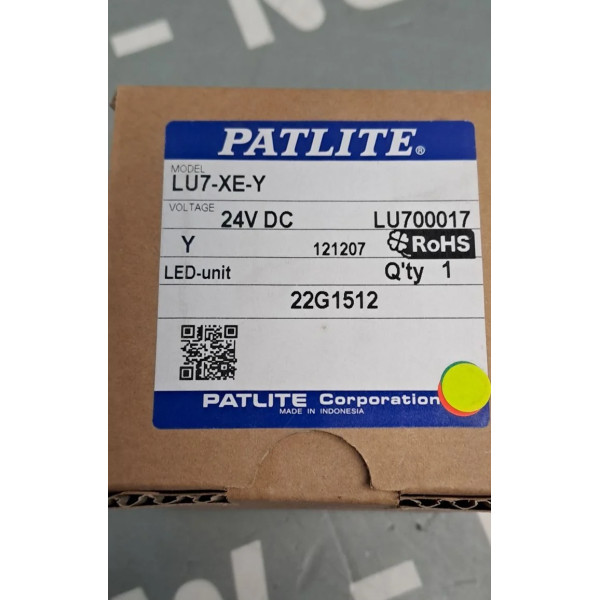 PATLITE®
MODEL
LU7-XE-Y
VOLTAGE 24V DC LU700017
Y 121207 RoHS
LED-unit Q'ty 1
22G1512
PATLITE Corporation
MADE IN INDONESIA